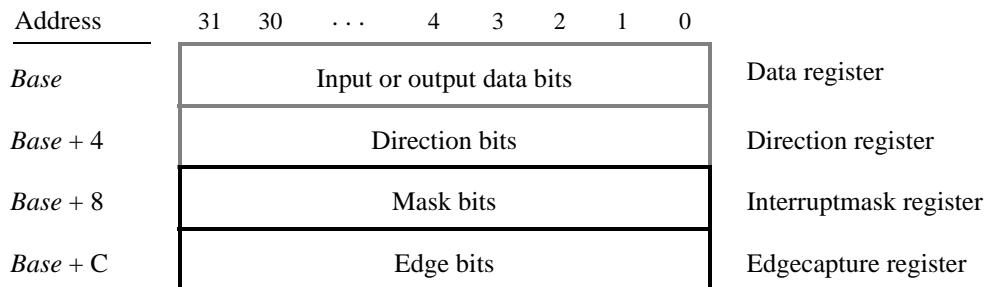 Address 31 30 · · · 4 3 2 1 0
Base Input or output data bits Data register
Base + 4 Direction bits Direction register
Base + 8 Mask bits Interruptmask register
Base + C Edge bits Edgecapture register